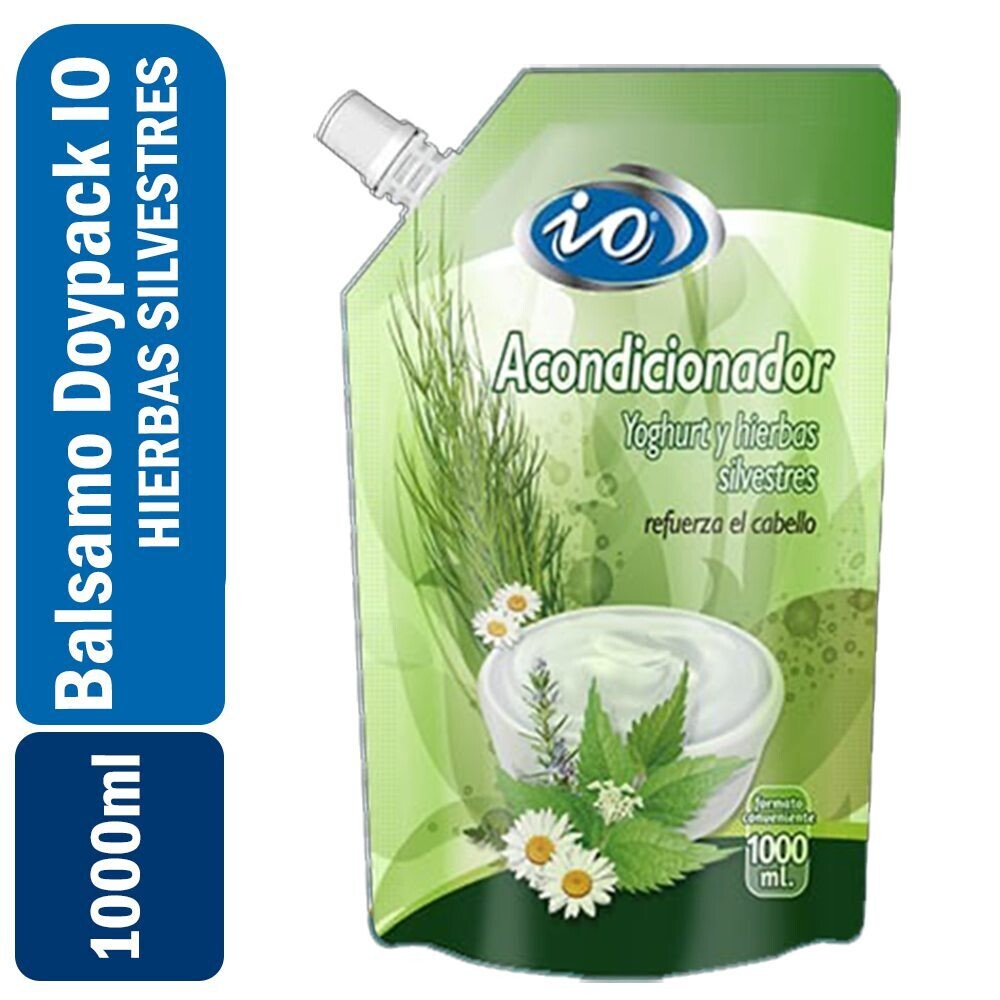 Balsamo Doypack IO
HIERBAS SILVESTRES
1000ml
io
Acondicionador
Yoghurt y hierbas
silvestres
refuerza el cabello
formato
conveniente
1000
ml.